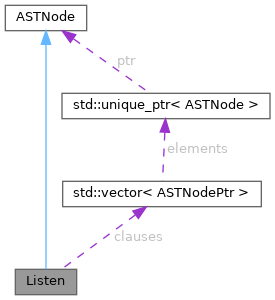 ASTNode
ptr
std::unique_ptr< ASTNode >
elements
std::vector< ASTNodePtr >
clauses
Listen